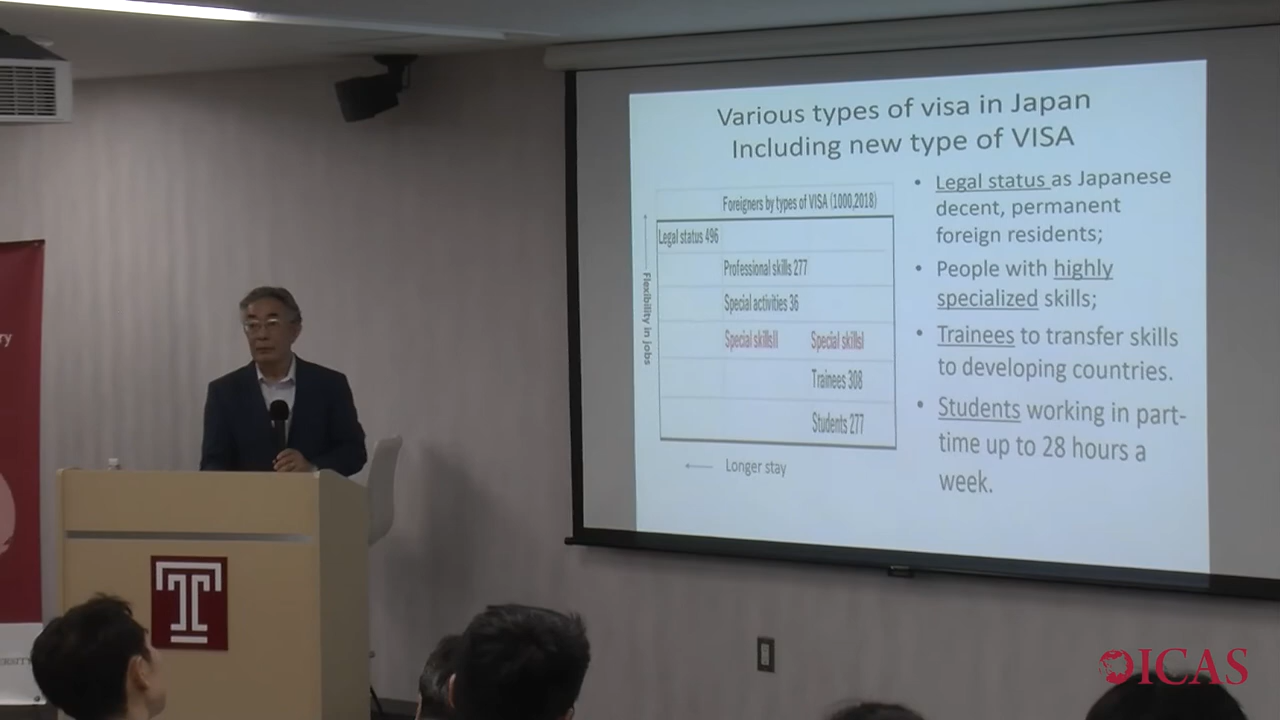 Various types of visa in Japan
Including new type of VISA
Foreigners by types of VISA (1000,2018)
Legal status 496
Professional skills 277
Special activities 36
Special skillsII Special skillsI
Trainees 308
Students 277
Flexibility in jobs
Longer stay
• Legal status as Japanese
decent, permanent
foreign residents;
• People with highly
specialized skills;
• Trainees to transfer skills
to developing countries.
• Students working in part-
time up to 28 hours a
week.
T
ICAS